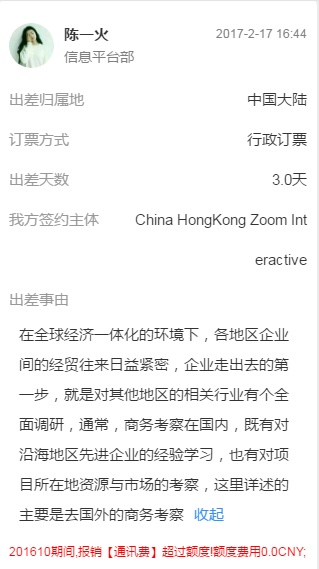 陈一火
2017-2-17 16:44
信息平台部
出差归属地
中国大陆
订票方式
行政订票
出差天数
3.0天
我方签约主体
China HongKong Zoom Int
eractive
出差事由
在全球经济一体化的环境下，各地区企业
间的经贸往来日益紧密，企业走出去的第
一步，就是对其他地区的相关行业有个全
面调研，通常，商务考察在国内，既有对
沿海地区先进企业的经验学习，也有对项
目所在地资源与市场的考察，这里详述的
主要是去国外的商务考察 收起
201610期间,报销【通讯费】超过额度!额度费用0.0CNY;